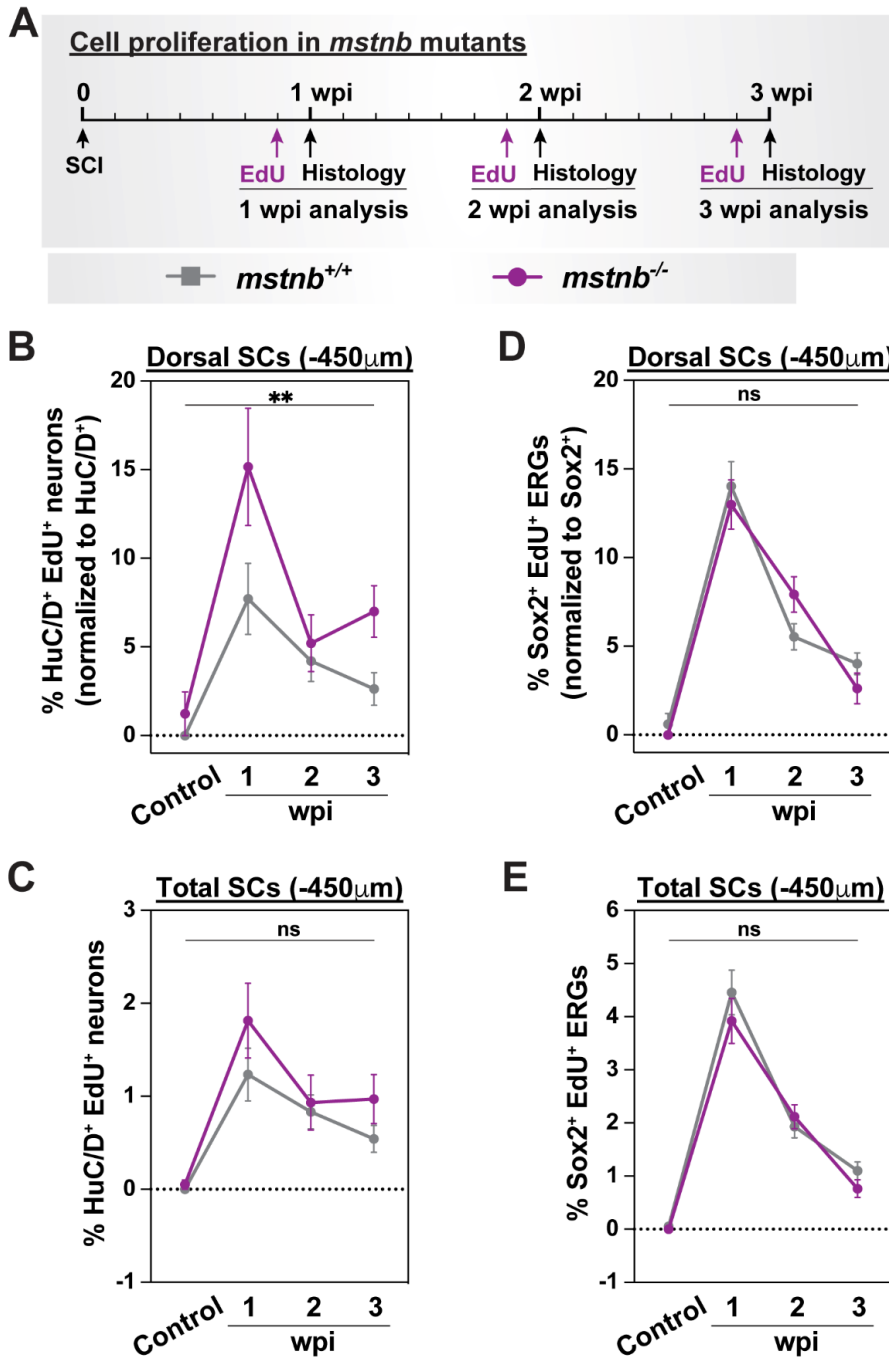 A
Cell proliferation in mstnb mutants
0 1 wpi 2 wpi 3 wpi
SCI
EdU Histology EdU Histology EdU Histology
1 wpi analysis 2 wpi analysis 3 wpi analysis
mstnb+/+ mstnb-/-
B
Dorsal SCs (-450μm)
% HuC/D+ EdU+ neurons
(normalized to HuC/D+)
20
15
10
5
0
**
Control 1 2 3
wpi
D
Dorsal SCs (-450μm)
% Sox2+ EdU+ ERGs
(normalized to Sox2+)
20
15
10
5
0
ns
Control 1 2 3
wpi
C
Total SCs (-450μm)
% HuC/D+ EdU+ neurons
3
2
1
0
-1
ns
Control 1 2 3
wpi
E
Total SCs (-450μm)
% Sox2+ EdU+ ERGs
6
5
4
3
2
1
0
-1
ns
Control 1 2 3
wpi